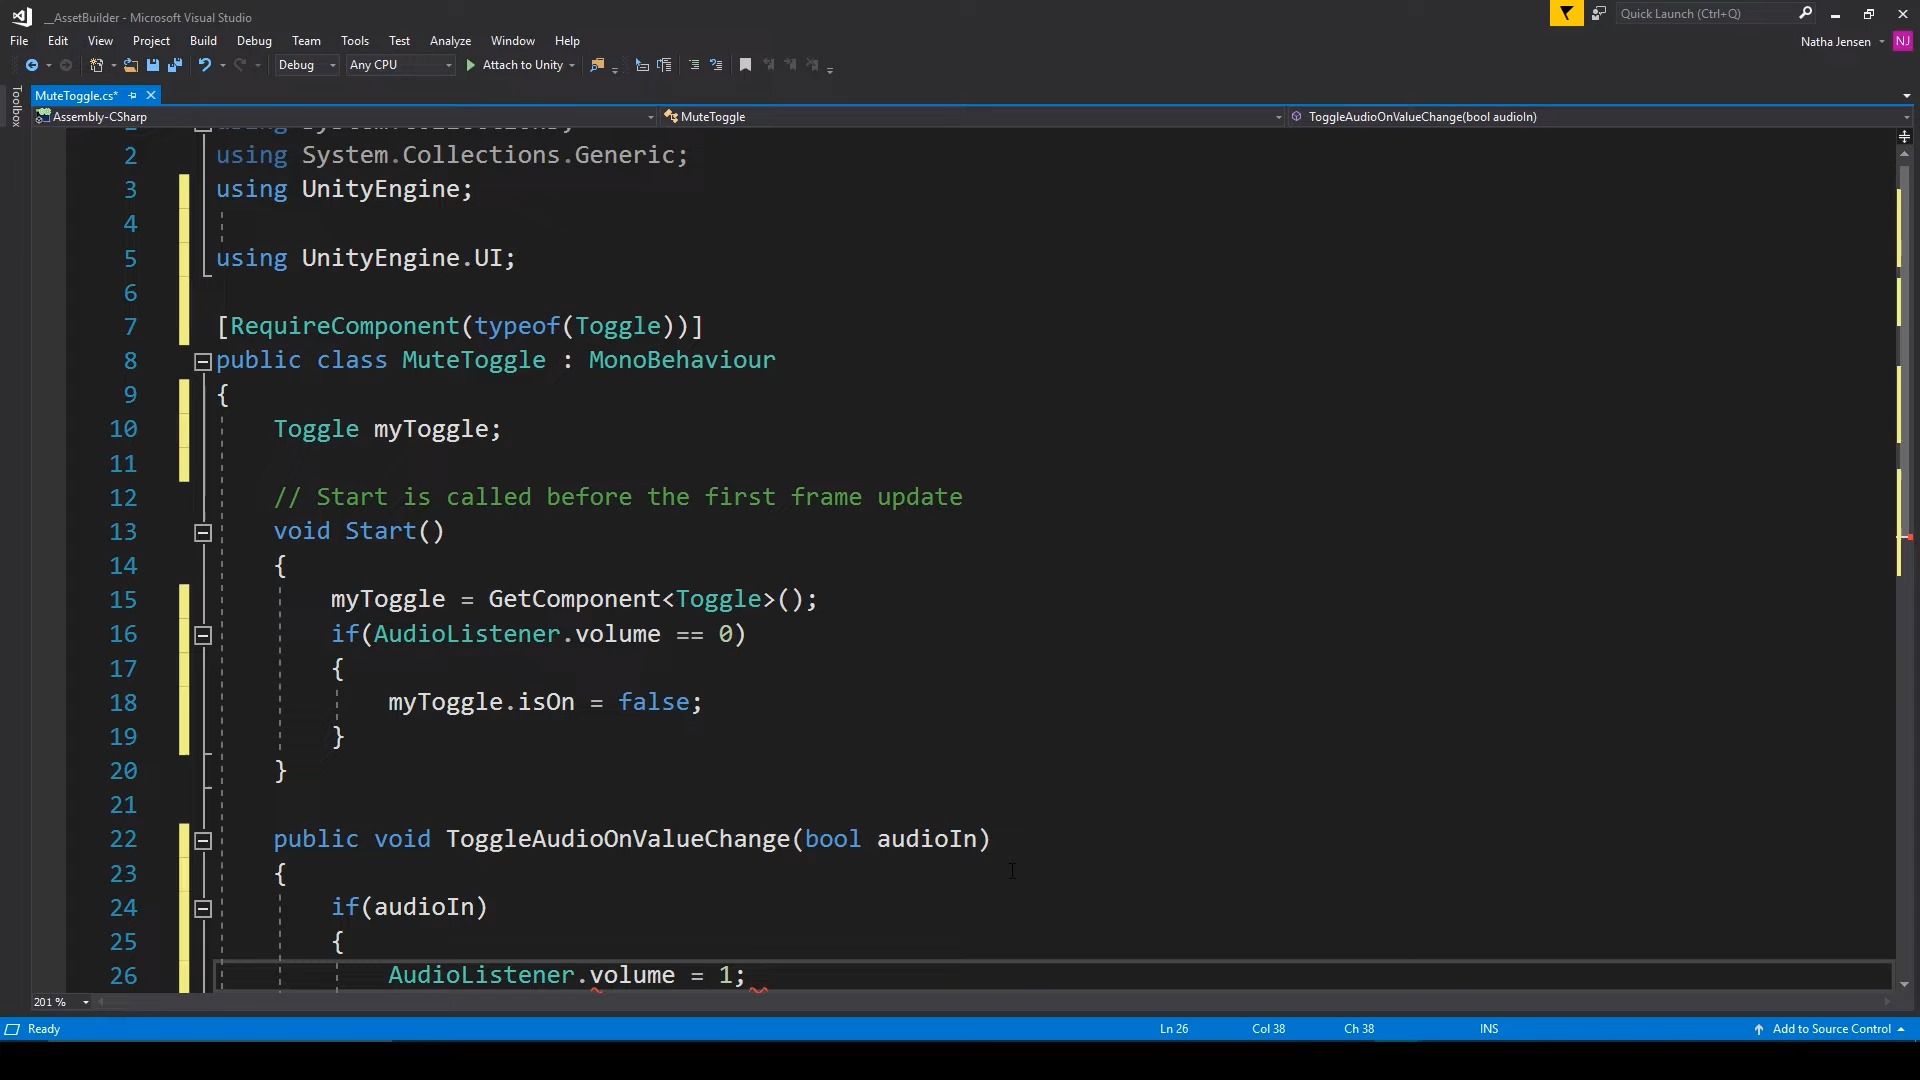 __AssetBuilder - Microsoft Visual Studio
Quick Launch (Ctrl+Q)
File Edit View Project Build Debug Team Tools Test Analyze Window Help
Natha Jensen NJ
Debug Any CPU Attach to Unity
Toolbox
MuteToggle.cs*
Assembly-CSharp MuteToggle ToggleAudioOnValueChange(bool audioIn)
2 using System.Collections.Generic;
3 using UnityEngine;
4
5 using UnityEngine.UI;
6
7 [RequireComponent(typeof(Toggle))]
8 public class MuteToggle : MonoBehaviour
9 {
10 Toggle myToggle;
11
12 // Start is called before the first frame update
13 void Start()
14 {
15 myToggle = GetComponent<Toggle>();
16 if(AudioListener.volume == 0)
17 {
18 myToggle.isOn = false;
19 }
20 }
21
22 public void ToggleAudioOnValueChange(bool audioIn)
23 {
24 if(audioIn)
25 {
26 AudioListener.volume = 1;
201 %
Ready Ln 26 Col 38 Ch 38 INS Add to Source Control